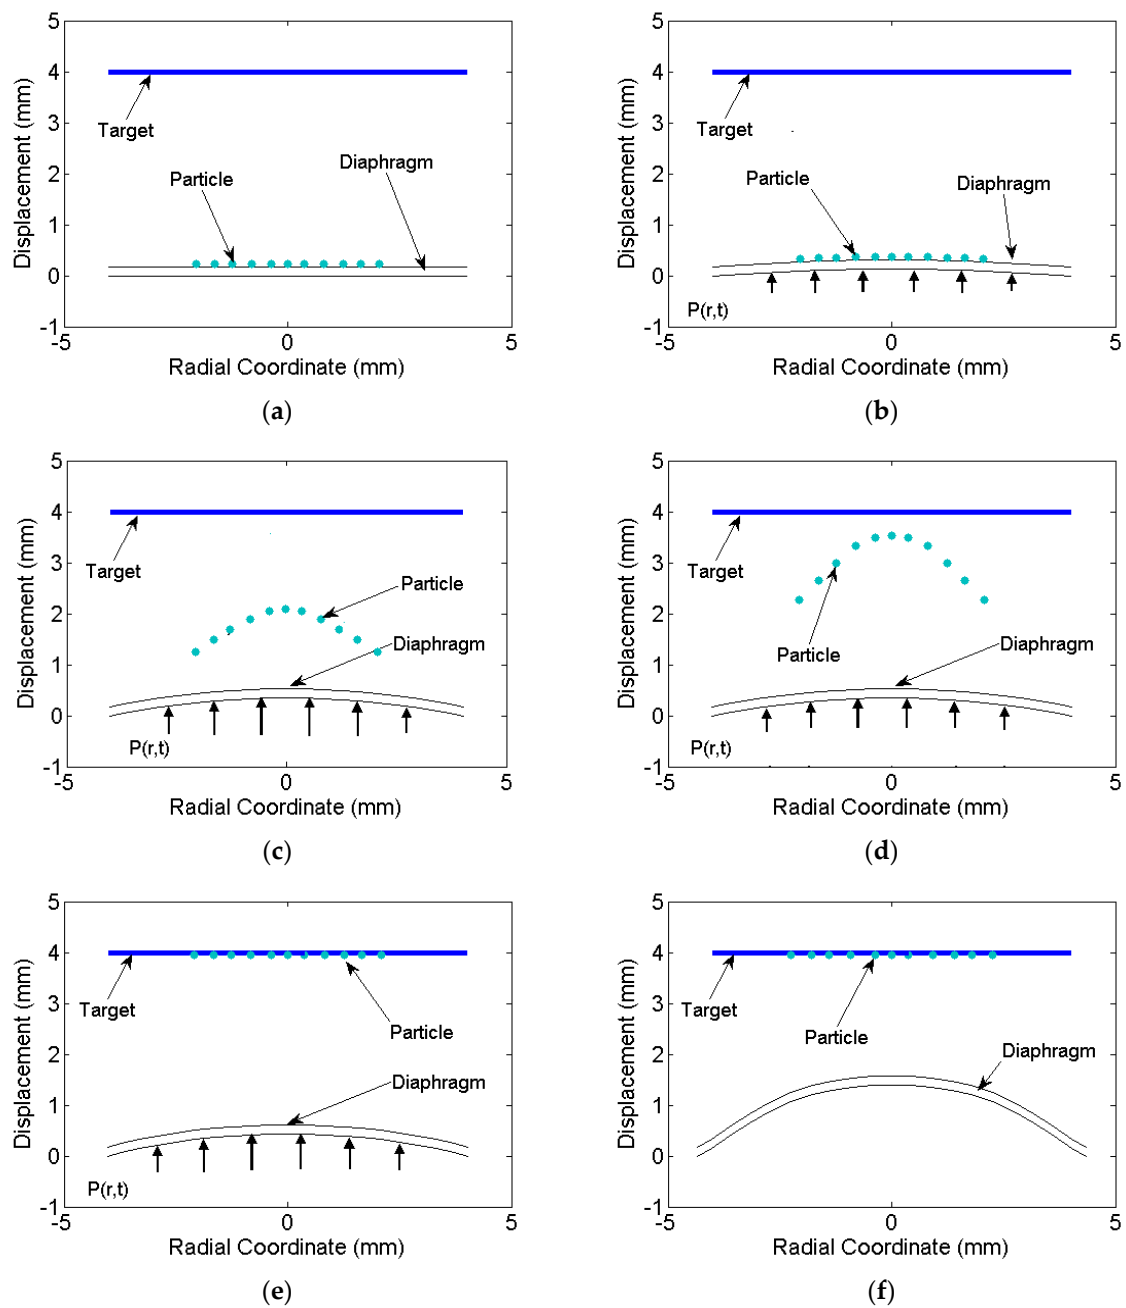 5
4
3
2
1
0
-1
-5
0
5
Displacement (mm)
Radial Coordinate (mm)
Target
Particle
Diaphragm
(a)
5
4
3
2
1
0
-1
-5
0
5
Displacement (mm)
Radial Coordinate (mm)
Target
Particle
Diaphragm
P(r,t)
(b)
5
4
3
2
1
0
-1
-5
0
5
Displacement (mm)
Radial Coordinate (mm)
Target
Particle
Diaphragm
P(r,t)
(c)
5
4
3
2
1
0
-1
-5
0
5
Displacement (mm)
Radial Coordinate (mm)
Target
Particle
Diaphragm
P(r,t)
(d)
5
4
3
2
1
0
-1
-5
0
5
Displacement (mm)
Radial Coordinate (mm)
Target
Particle
Diaphragm
P(r,t)
(e)
5
4
3
2
1
0
-1
-5
0
5
Displacement (mm)
Radial Coordinate (mm)
Target
Particle
Diaphragm
(f)